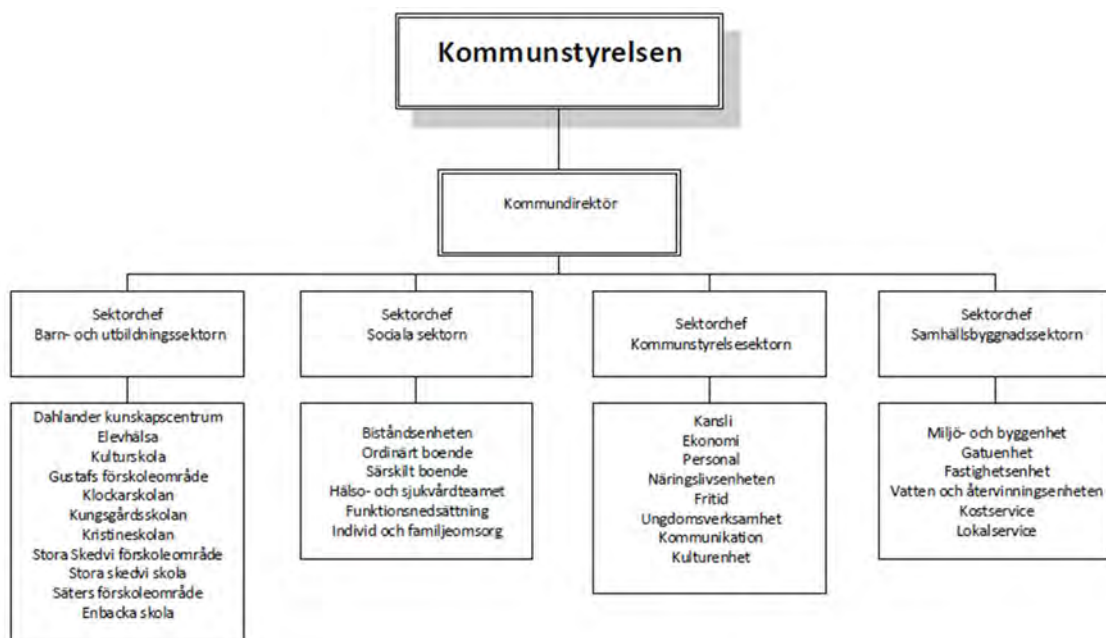 Kommunstyrelsen
Kommundirektör
Sektorchef
Barn- och utbildningssektorn
Dahlander kunskapscentrum
Elevhälsa
Kulturskola
Gustafs förskoleområde
Klockarskolan
Kungsgårdsskolan
Kristineskolan
Stora Skedvi förskoleområde
Stora skedvi skola
Säters förskoleområde
Enbacka skola
Sektorchef
Sociala sektorn
Biståndsenheten
Ordinärt boende
Särskilt boende
Hälso- och sjukvårdteamet
Funktionsnedsättning
Individ och familjeomsorg
Sektorchef
Kommunstyrelsesektorn
Kansli
Ekonomi
Personal
Näringslivsenheten
Fritid
Ungdomsverksamhet
Kommunikation
Kulturenhet
Sektorchef
Samhällsbyggnadssektorn
Miljö- och byggenhet
Gatuenhet
Fastighetsenhet
Vatten och återvinningsenheten
Kostservice
Lokalservice